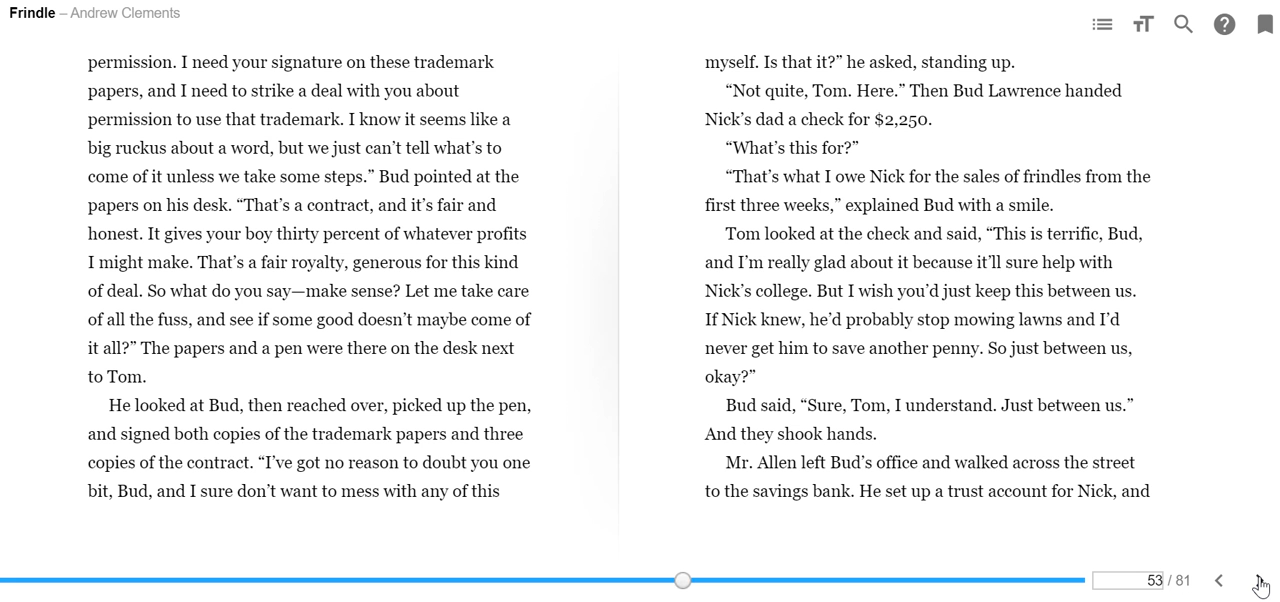 Frindle – Andrew Clements
permission. I need your signature on these trademark
papers, and I need to strike a deal with you about
permission to use that trademark. I know it seems like a
big ruckus about a word, but we just can’t tell what’s to
come of it unless we take some steps.” Bud pointed at the
papers on his desk. “That’s a contract, and it’s fair and
honest. It gives your boy thirty percent of whatever profits
I might make. That’s a fair royalty, generous for this kind
of deal. So what do you say—make sense? Let me take care
of all the fuss, and see if some good doesn’t maybe come of
it all?” The papers and a pen were there on the desk next
to Tom.
He looked at Bud, then reached over, picked up the pen,
and signed both copies of the trademark papers and three
copies of the contract. “I’ve got no reason to doubt you one
bit, Bud, and I sure don’t want to mess with any of this
myself. Is that it?” he asked, standing up.
“Not quite, Tom. Here.” Then Bud Lawrence handed
Nick’s dad a check for $2,250.
“What’s this for?”
“That’s what I owe Nick for the sales of frindles from the
first three weeks,” explained Bud with a smile.
Tom looked at the check and said, “This is terrific, Bud,
and I’m really glad about it because it’ll sure help with
Nick’s college. But I wish you’d just keep this between us.
If Nick knew, he’d probably stop mowing lawns and I’d
never get him to save another penny. So just between us,
okay?”
Bud said, “Sure, Tom, I understand. Just between us.”
And they shook hands.
Mr. Allen left Bud’s office and walked across the street
to the savings bank. He set up a trust account for Nick, and
53 / 81